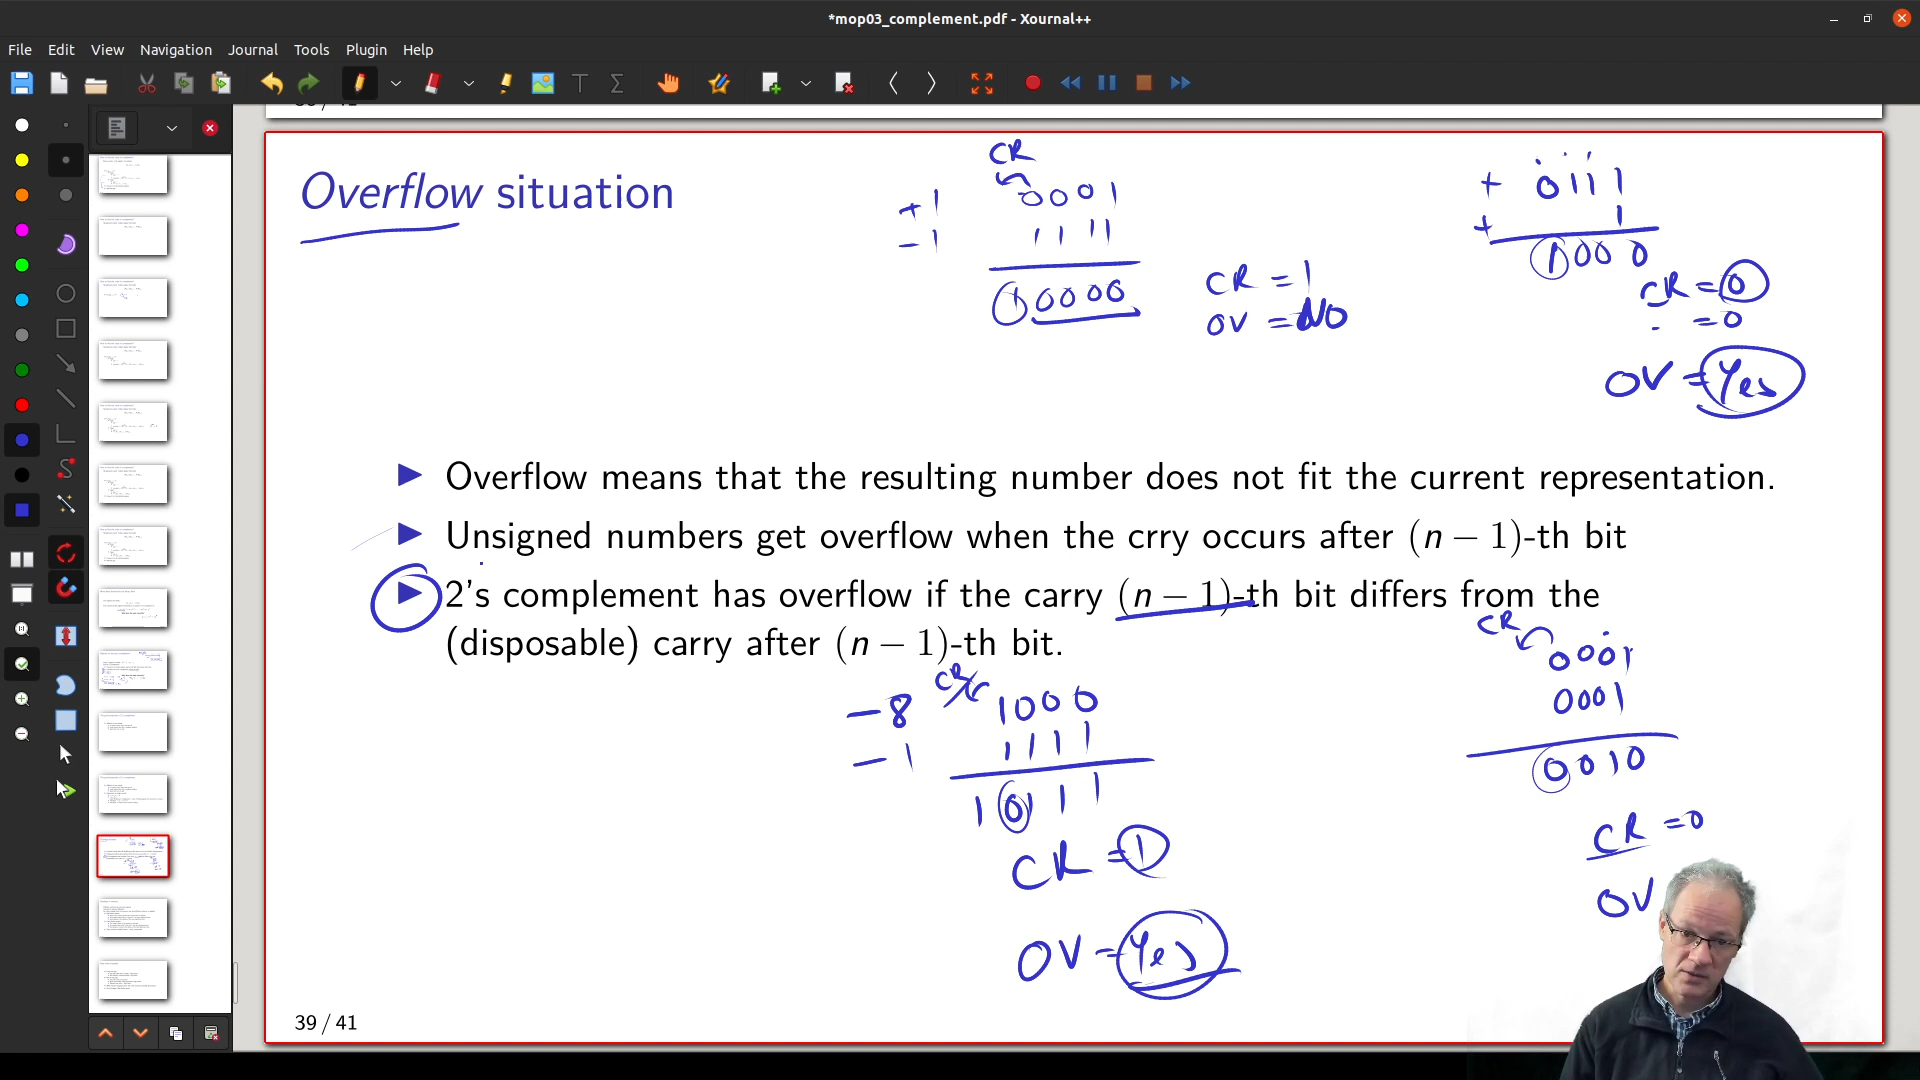 *mop03_complement.pdf - Xournal++
File Edit View Navigation Journal Tools Plugin Help
Overflow situation
CR
+1 0001
-1 1111
10000
CR = 1
OV = NO
+ 0111
+ 1
1000
CR = 0
= 0
OV = Yes
▶ Overflow means that the resulting number does not fit the current representation.
▶ Unsigned numbers get overflow when the crry occurs after (n − 1)-th bit
▶ 2's complement has overflow if the carry (n − 1)-th bit differs from the
(disposable) carry after (n − 1)-th bit.
CR
-8 1000
-1 1111
10111
CR = 1
OV = Yes
CR
0001
0001
0010
CR = 0
OV
39 / 41